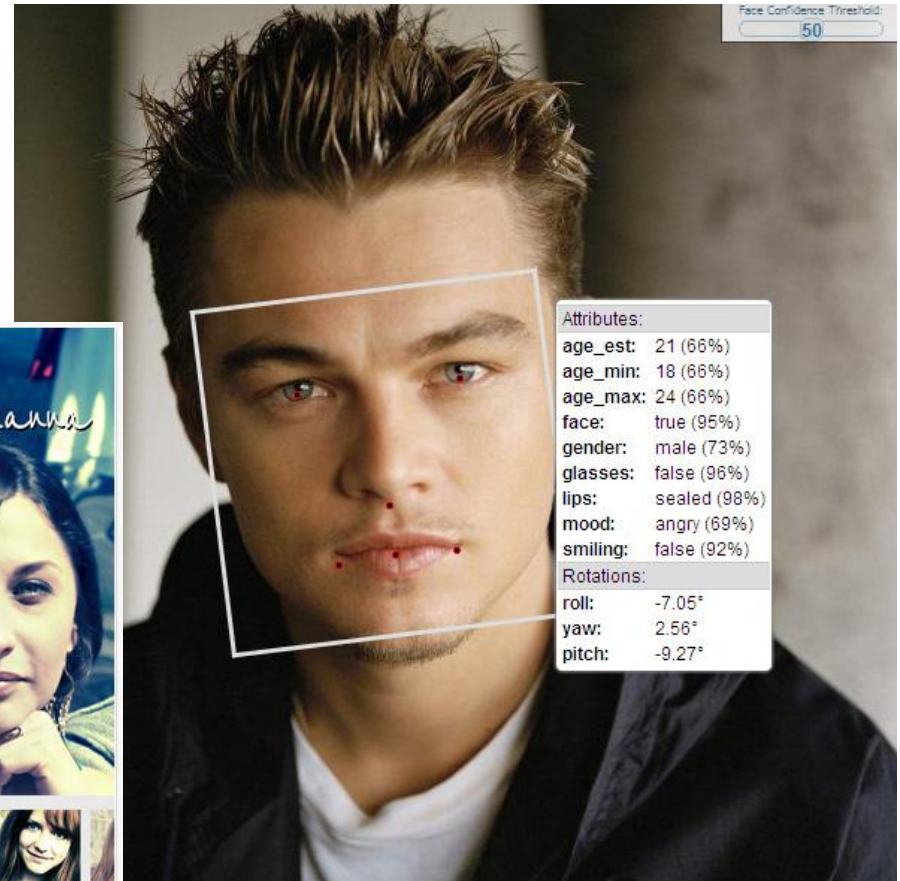 Face Confidence Threshold:
50
Attributes:
age_est: 21 (66%)
age_min: 18 (66%)
age_max: 24 (66%)
face: true (95%)
gender: male (73%)
glasses: false (96%)
lips: sealed (98%)
mood: angry (69%)
smiling: false (92%)
Rotations:
roll: -7.05°
yaw: 2.56°
pitch: -9.27°
anna